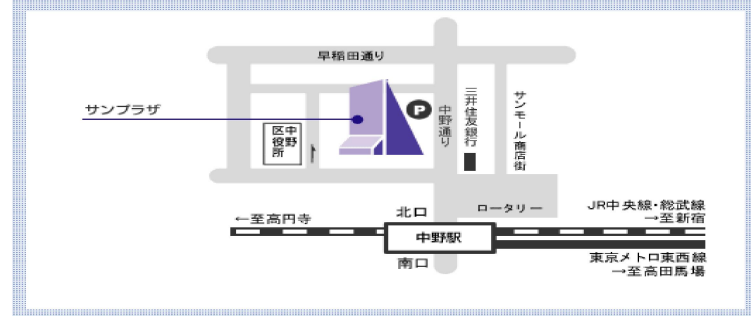 早稲田通り
サンプラザ
P
中野通り
三井住友銀行
サンモール商店街
中野
区役所
北口
ロータリー
JR中央線・総武線
→至新宿
←至高円寺
中野駅
南口
東京メトロ東西線
→至高田馬場